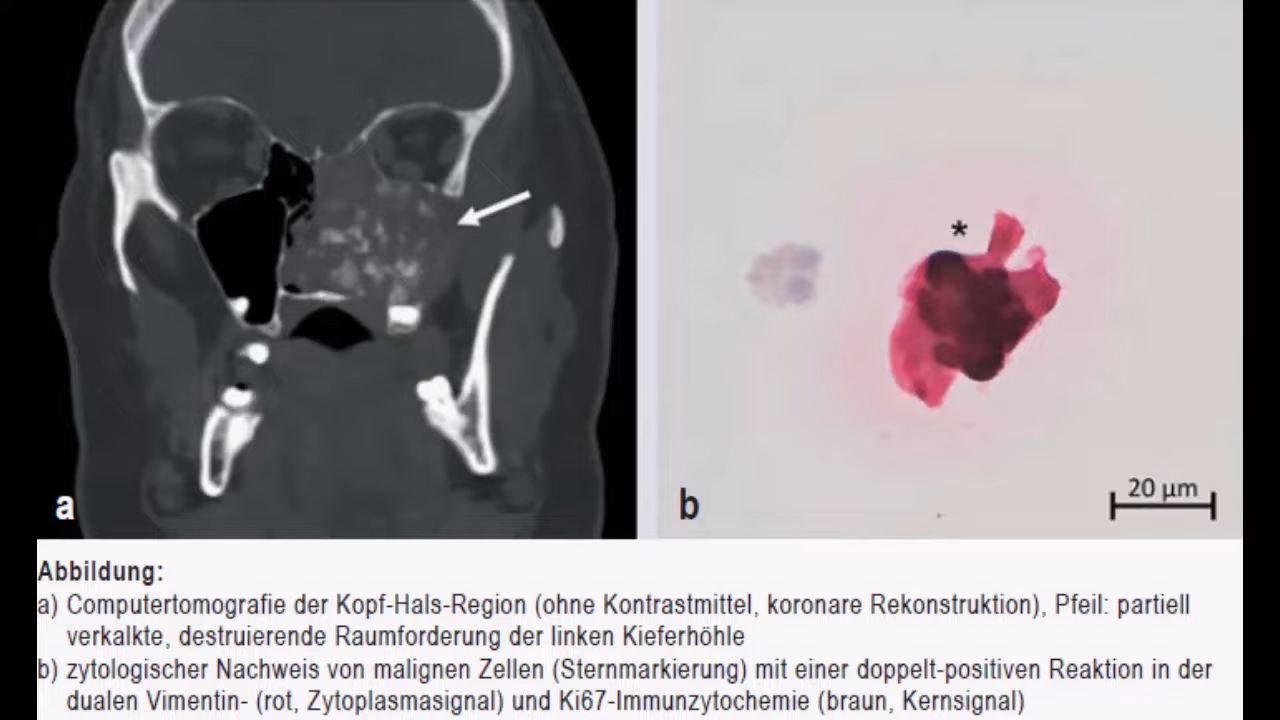 *
20 µm
a
b
Abbildung:
a) Computertomografie der Kopf-Hals-Region (ohne Kontrastmittel, koronare Rekonstruktion), Pfeil: partiell
verkalkte, destruierende Raumforderung der linken Kieferhöhle
b) zytologischer Nachweis von malignen Zellen (Sternmarkierung) mit einer doppelt-positiven Reaktion in der
dualen Vimentin- (rot, Zytoplasmasignal) und Ki67-Immunzytochemie (braun, Kernsignal)